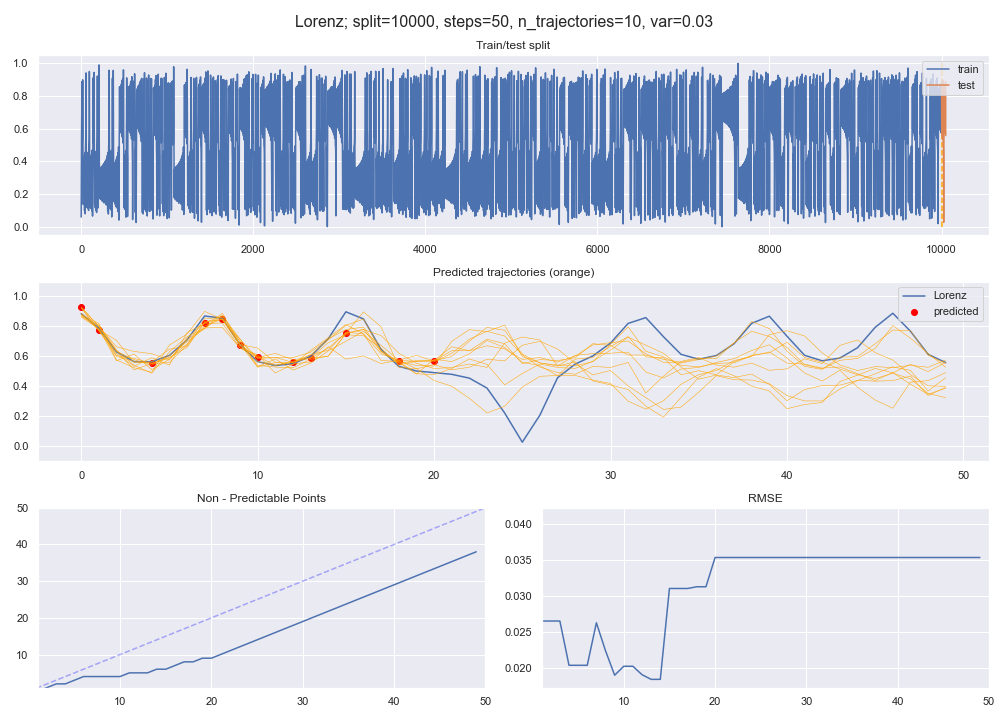 Lorenz; split=10000, steps=50, n_trajectories=10, var=0.03
Train/test split
1.0
0.8
0.6
0.4
0.2
0.0
train
test
0 2000 4000 6000 8000 10000
Predicted trajectories (orange)
1.0
0.8
0.6
0.4
0.2
0.0
Lorenz
predicted
0 10 20 30 40 50
Non - Predictable Points
50
40
30
20
10
10 20 30 40 50
RMSE
0.040
0.035
0.030
0.025
0.020
10 20 30 40 50